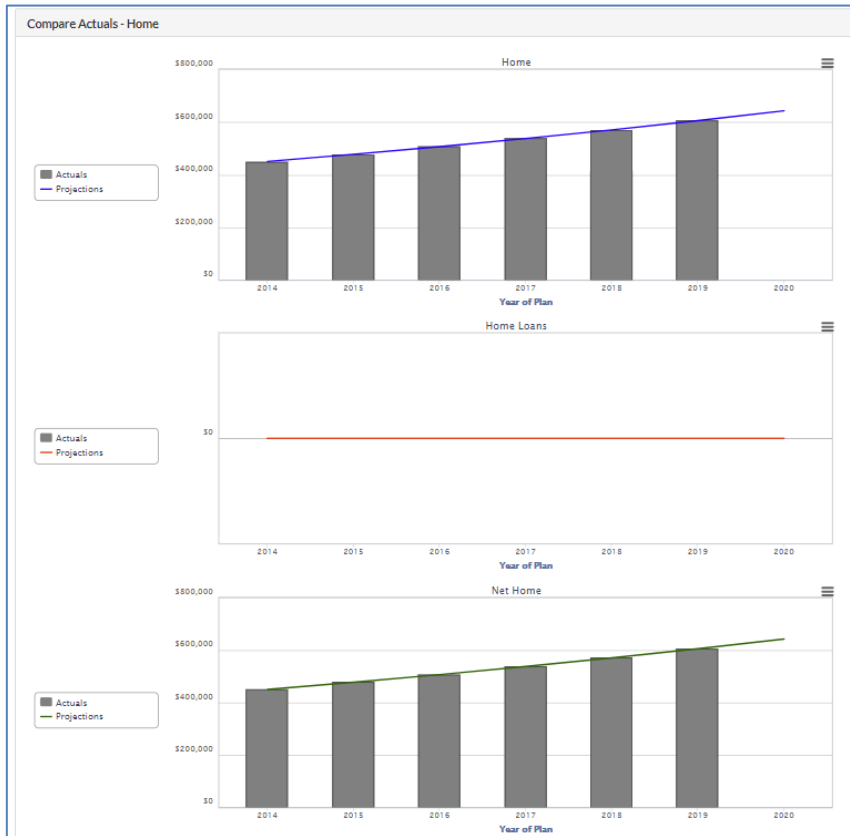 Compare Actuals - Home
Home
$800,000
$600,000
$400,000
$200,000
$0
Actuals
Projections
2014 2015 2016 2017 2018 2019 2020
Year of Plan
Home Loans
$0
Actuals
Projections
2014 2015 2016 2017 2018 2019 2020
Year of Plan
Net Home
$800,000
$600,000
$400,000
$200,000
$0
Actuals
Projections
2014 2015 2016 2017 2018 2019 2020
Year of Plan